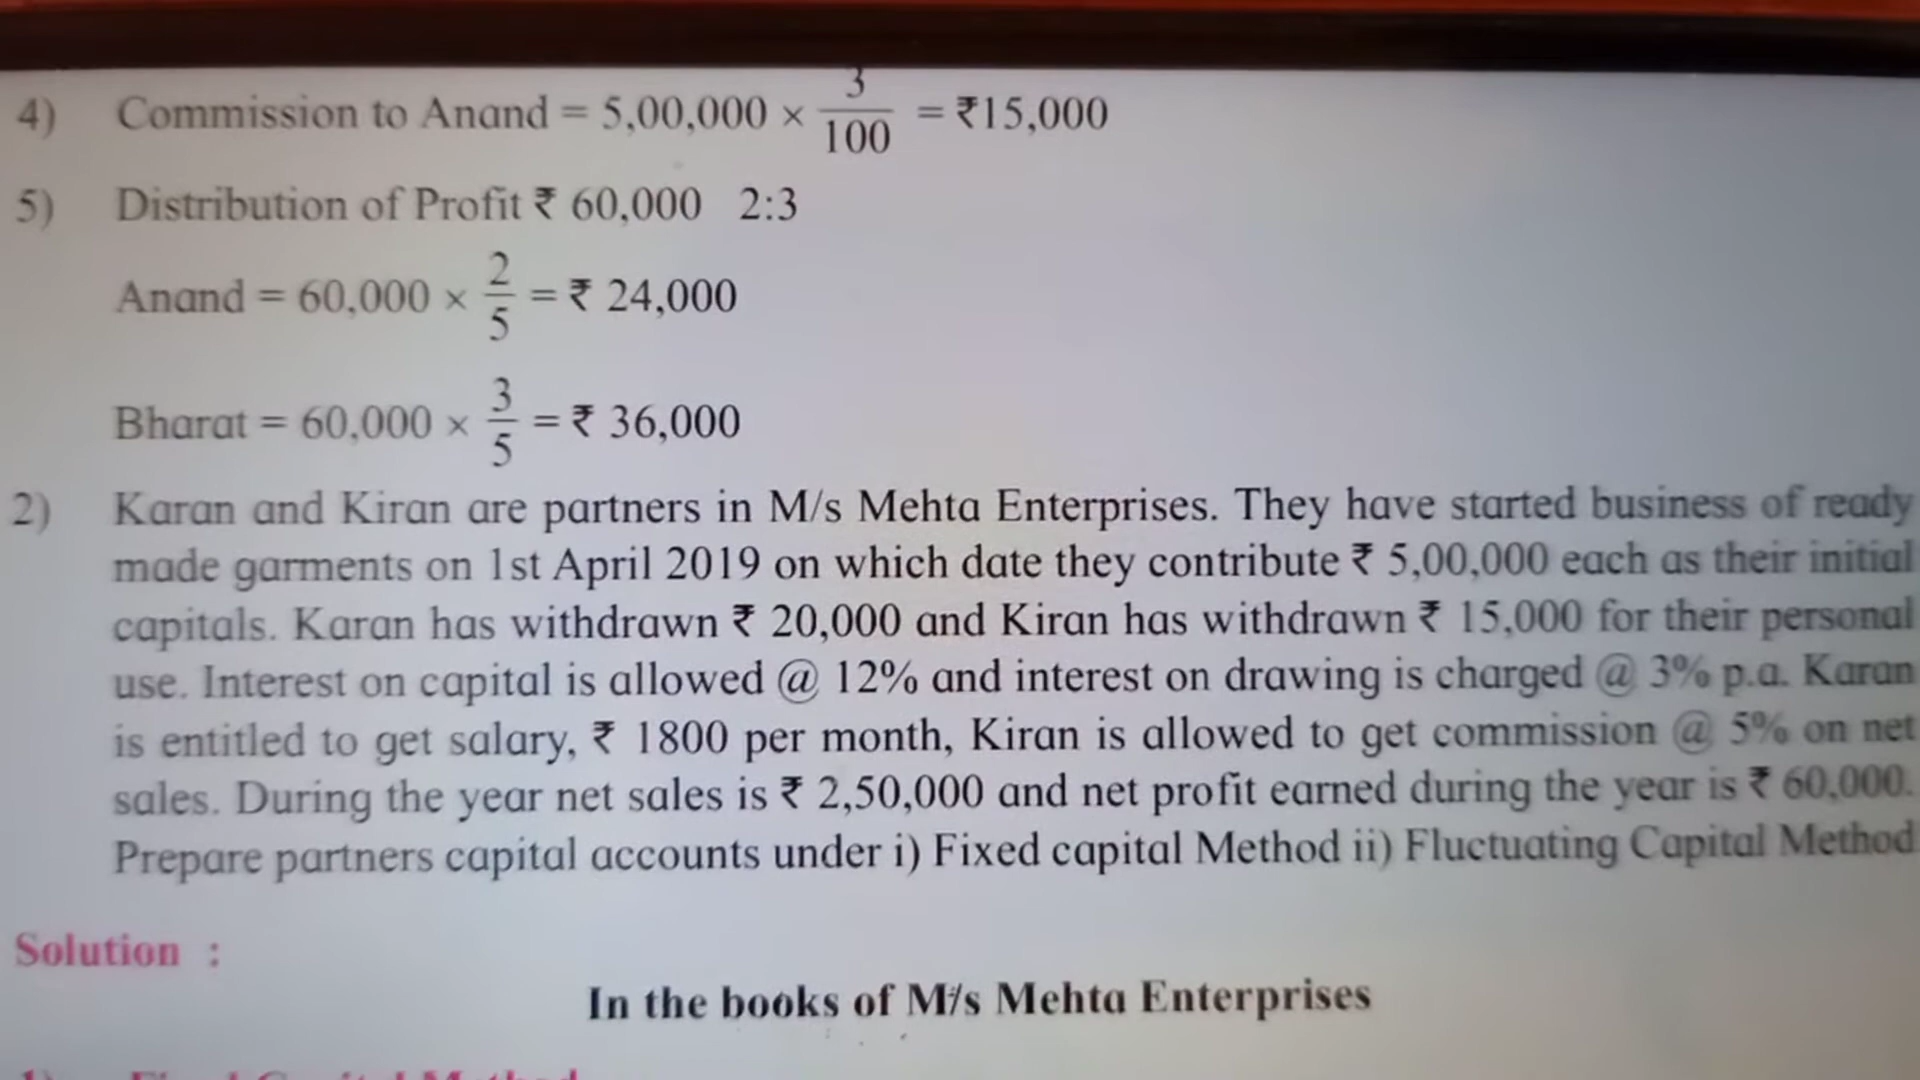 4) Commission to Anand = 5,00,000 × 3/100 = ₹15,000
5) Distribution of Profit ₹ 60,000 2:3
Anand = 60,000 × 2/5 = ₹ 24,000
Bharat = 60,000 × 3/5 = ₹ 36,000
2) Karan and Kiran are partners in M/s Mehta Enterprises. They have started business of ready
made garments on 1st April 2019 on which date they contribute ₹ 5,00,000 each as their initial
capitals. Karan has withdrawn ₹ 20,000 and Kiran has withdrawn ₹ 15,000 for their personal
use. Interest on capital is allowed @ 12% and interest on drawing is charged @ 3% p.a. Karan
is entitled to get salary, ₹ 1800 per month, Kiran is allowed to get commission @ 5% on net
sales. During the year net sales is ₹ 2,50,000 and net profit earned during the year is ₹ 60,000.
Prepare partners capital accounts under i) Fixed capital Method ii) Fluctuating Capital Method
Solution :
In the books of M/s Mehta Enterprises